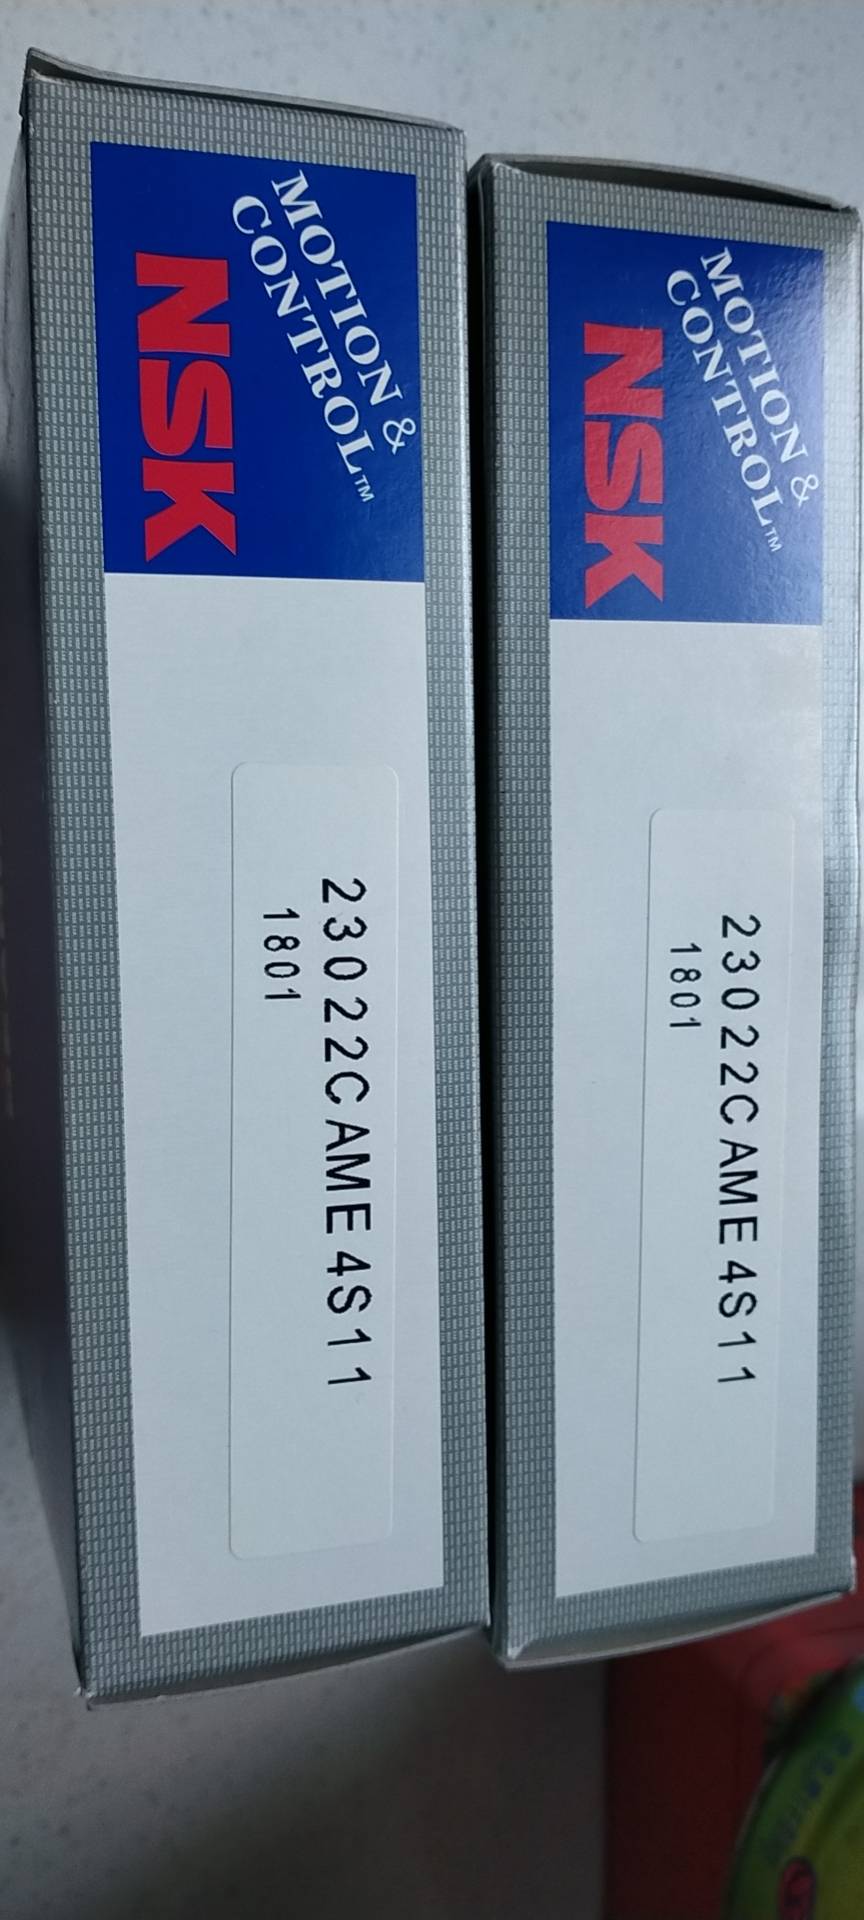 MOTION &
CONTROL™
NSK
23022CAME4S11
1801
MOTION &
CONTROL™
NSK
23022CAME4S11
1801